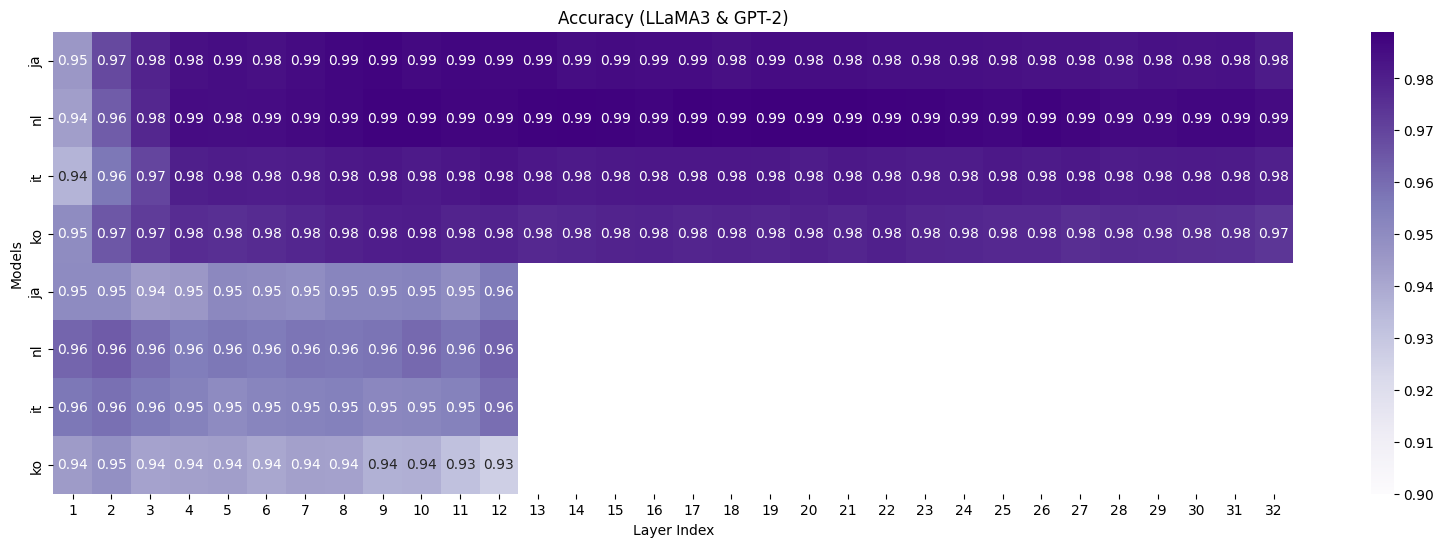 Accuracy (LLaMA3 & GPT-2)
ja 0.95 0.97 0.98 0.98 0.99 0.98 0.99 0.99 0.99 0.99 0.99 0.99 0.99 0.99 0.99 0.99 0.99 0.98 0.99 0.98 0.98 0.98 0.98 0.98 0.98 0.98 0.98 0.98 0.98 0.98 0.98 0.98
nl 0.94 0.96 0.98 0.99 0.98 0.99 0.99 0.99 0.99 0.99 0.99 0.99 0.99 0.99 0.99 0.99 0.99 0.99 0.99 0.99 0.99 0.99 0.99 0.99 0.99 0.99 0.99 0.99 0.99 0.99 0.99 0.99
it 0.94 0.96 0.97 0.98 0.98 0.98 0.98 0.98 0.98 0.98 0.98 0.98 0.98 0.98 0.98 0.98 0.98 0.98 0.98 0.98 0.98 0.98 0.98 0.98 0.98 0.98 0.98 0.98 0.98 0.98 0.98 0.98
ko 0.95 0.97 0.97 0.98 0.98 0.98 0.98 0.98 0.98 0.98 0.98 0.98 0.98 0.98 0.98 0.98 0.98 0.98 0.98 0.98 0.98 0.98 0.98 0.98 0.98 0.98 0.98 0.98 0.98 0.98 0.98 0.97
ja 0.95 0.95 0.94 0.95 0.95 0.95 0.95 0.95 0.95 0.95 0.95 0.96
nl 0.96 0.96 0.96 0.96 0.96 0.96 0.96 0.96 0.96 0.96 0.96 0.96
it 0.96 0.96 0.96 0.95 0.95 0.95 0.95 0.95 0.95 0.95 0.95 0.96
ko 0.94 0.95 0.94 0.94 0.94 0.94 0.94 0.94 0.94 0.94 0.93 0.93
Models
1 2 3 4 5 6 7 8 9 10 11 12 13 14 15 16 17 18 19 20 21 22 23 24 25 26 27 28 29 30 31 32
Layer Index
0.98
0.97
0.96
0.95
0.94
0.93
0.92
0.91
0.90